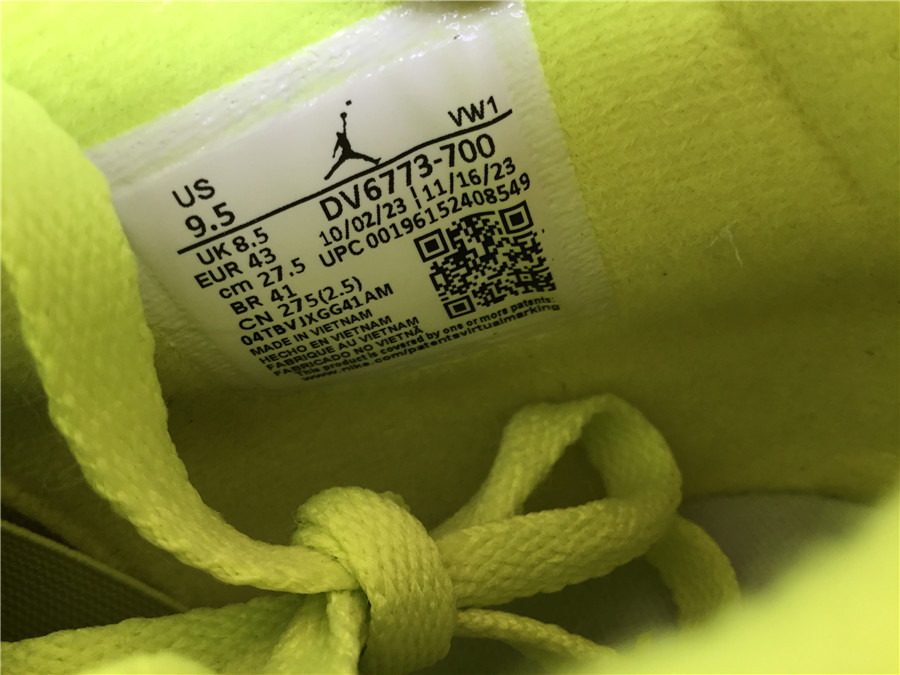 VW1
US
9.5
DV6773-700
10/02/23 | 11/16/23
UPC 00196152408549
UK 8.5
EUR 43
cm 27.5
BR 41
CN 275(2.5)
04TBVJXGG41AM
MADE IN VIETNAM
HECHO EN VIETNAM
FABRIQUE AU VIETNAM
FABRICADO NO VIETNÃ
This product is covered by one or more patents:
www.nike.com/patentsvirtualmarking